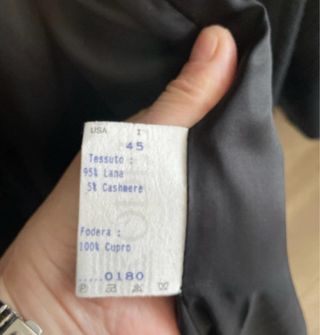 USA I
45
Tessuto :
95% Lana
5% Cashmere
Fodera :
100% Cupro
.....0180
P